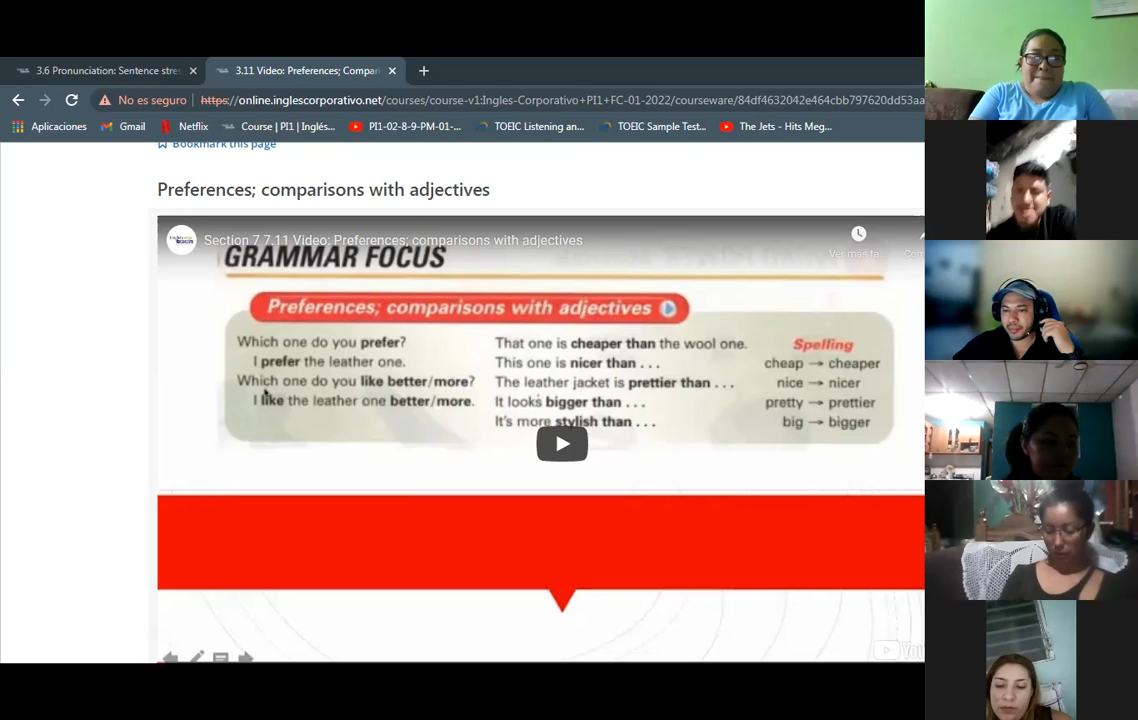 3.6 Pronunciation: Sentence stres
3.11 Video: Preferences; Compar
No es seguro
https://online.inglescorporativo.net/courses/course-v1:Ingles-Corporativo+PI1+FC-01-2022/courseware/84df4632042e464cbb797620dd53aa
Aplicaciones
Gmail
Netflix
Course | PI1 | Inglés...
PI1-02-8-9-PM-01-...
TOEIC Listening an...
TOEIC Sample Test...
The Jets - Hits Meg...
Bookmark this page
Preferences; comparisons with adjectives
Section 7 7.11 Video: Preferences; comparisons with adjectives
Ver más ta...
GRAMMAR FOCUS
Preferences; comparisons with adjectives
Which one do you prefer?
I prefer the leather one.
Which one do you like better/more?
I like the leather one better/more.
That one is cheaper than the wool one.
This one is nicer than . . .
The leather jacket is prettier than . . .
It looks bigger than . . .
It's more stylish than . . .
Spelling
cheap → cheaper
nice → nicer
pretty → prettier
big → bigger
You